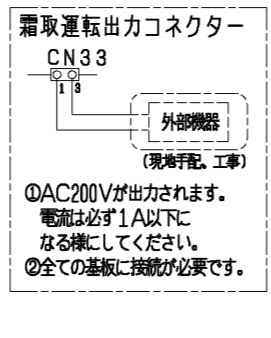 霜取運転出力コネクター
CN33
1 3
外部機器
(現地手配、工事)
①AC200Vが出力されます。
電流は必ず1A以下に
なる様にしてください。
②全ての基板に接続が必要です。